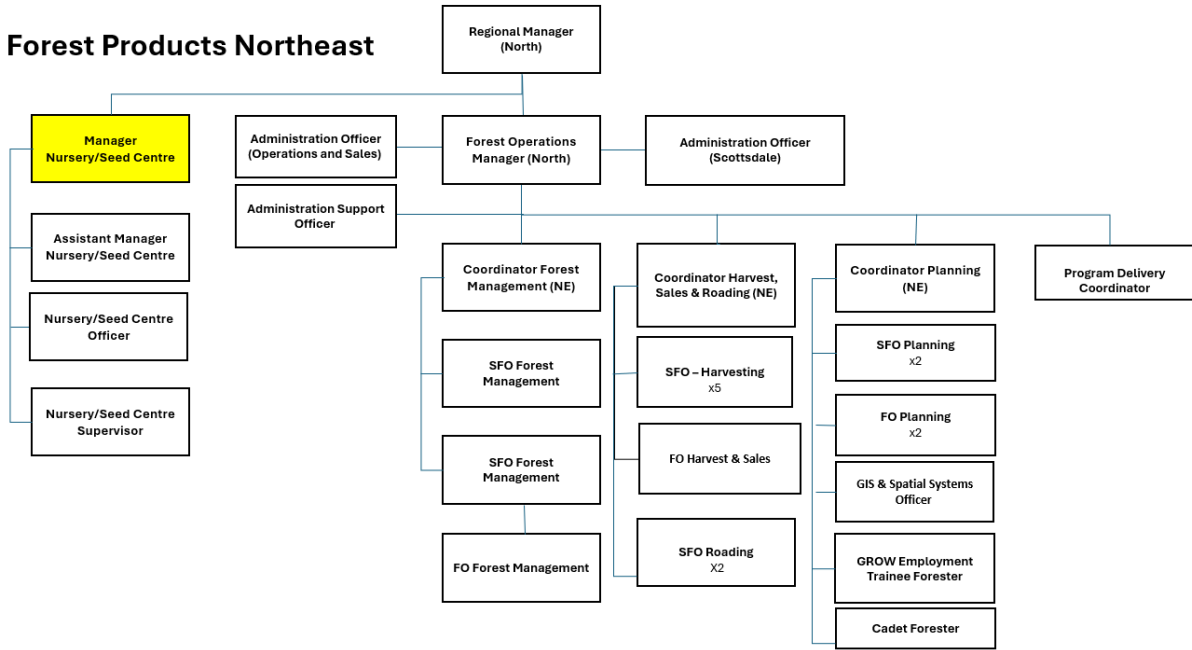 Forest Products Northeast
Regional Manager
(North)
Manager
Nursery/Seed Centre
Administration Officer
(Operations and Sales)
Forest Operations
Manager (North)
Administration Officer
(Scottsdale)
Administration Support
Officer
Assistant Manager
Nursery/Seed Centre
Nursery/Seed Centre
Officer
Nursery/Seed Centre
Supervisor
Coordinator Forest
Management (NE)
SFO Forest
Management
SFO Forest
Management
FO Forest Management
Coordinator Harvest,
Sales & Roading (NE)
SFO – Harvesting
x5
FO Harvest & Sales
SFO Roading
X2
Coordinator Planning
(NE)
SFO Planning
x2
FO Planning
x2
GIS & Spatial Systems
Officer
GROW Employment
Trainee Forester
Cadet Forester
Program Delivery
Coordinator